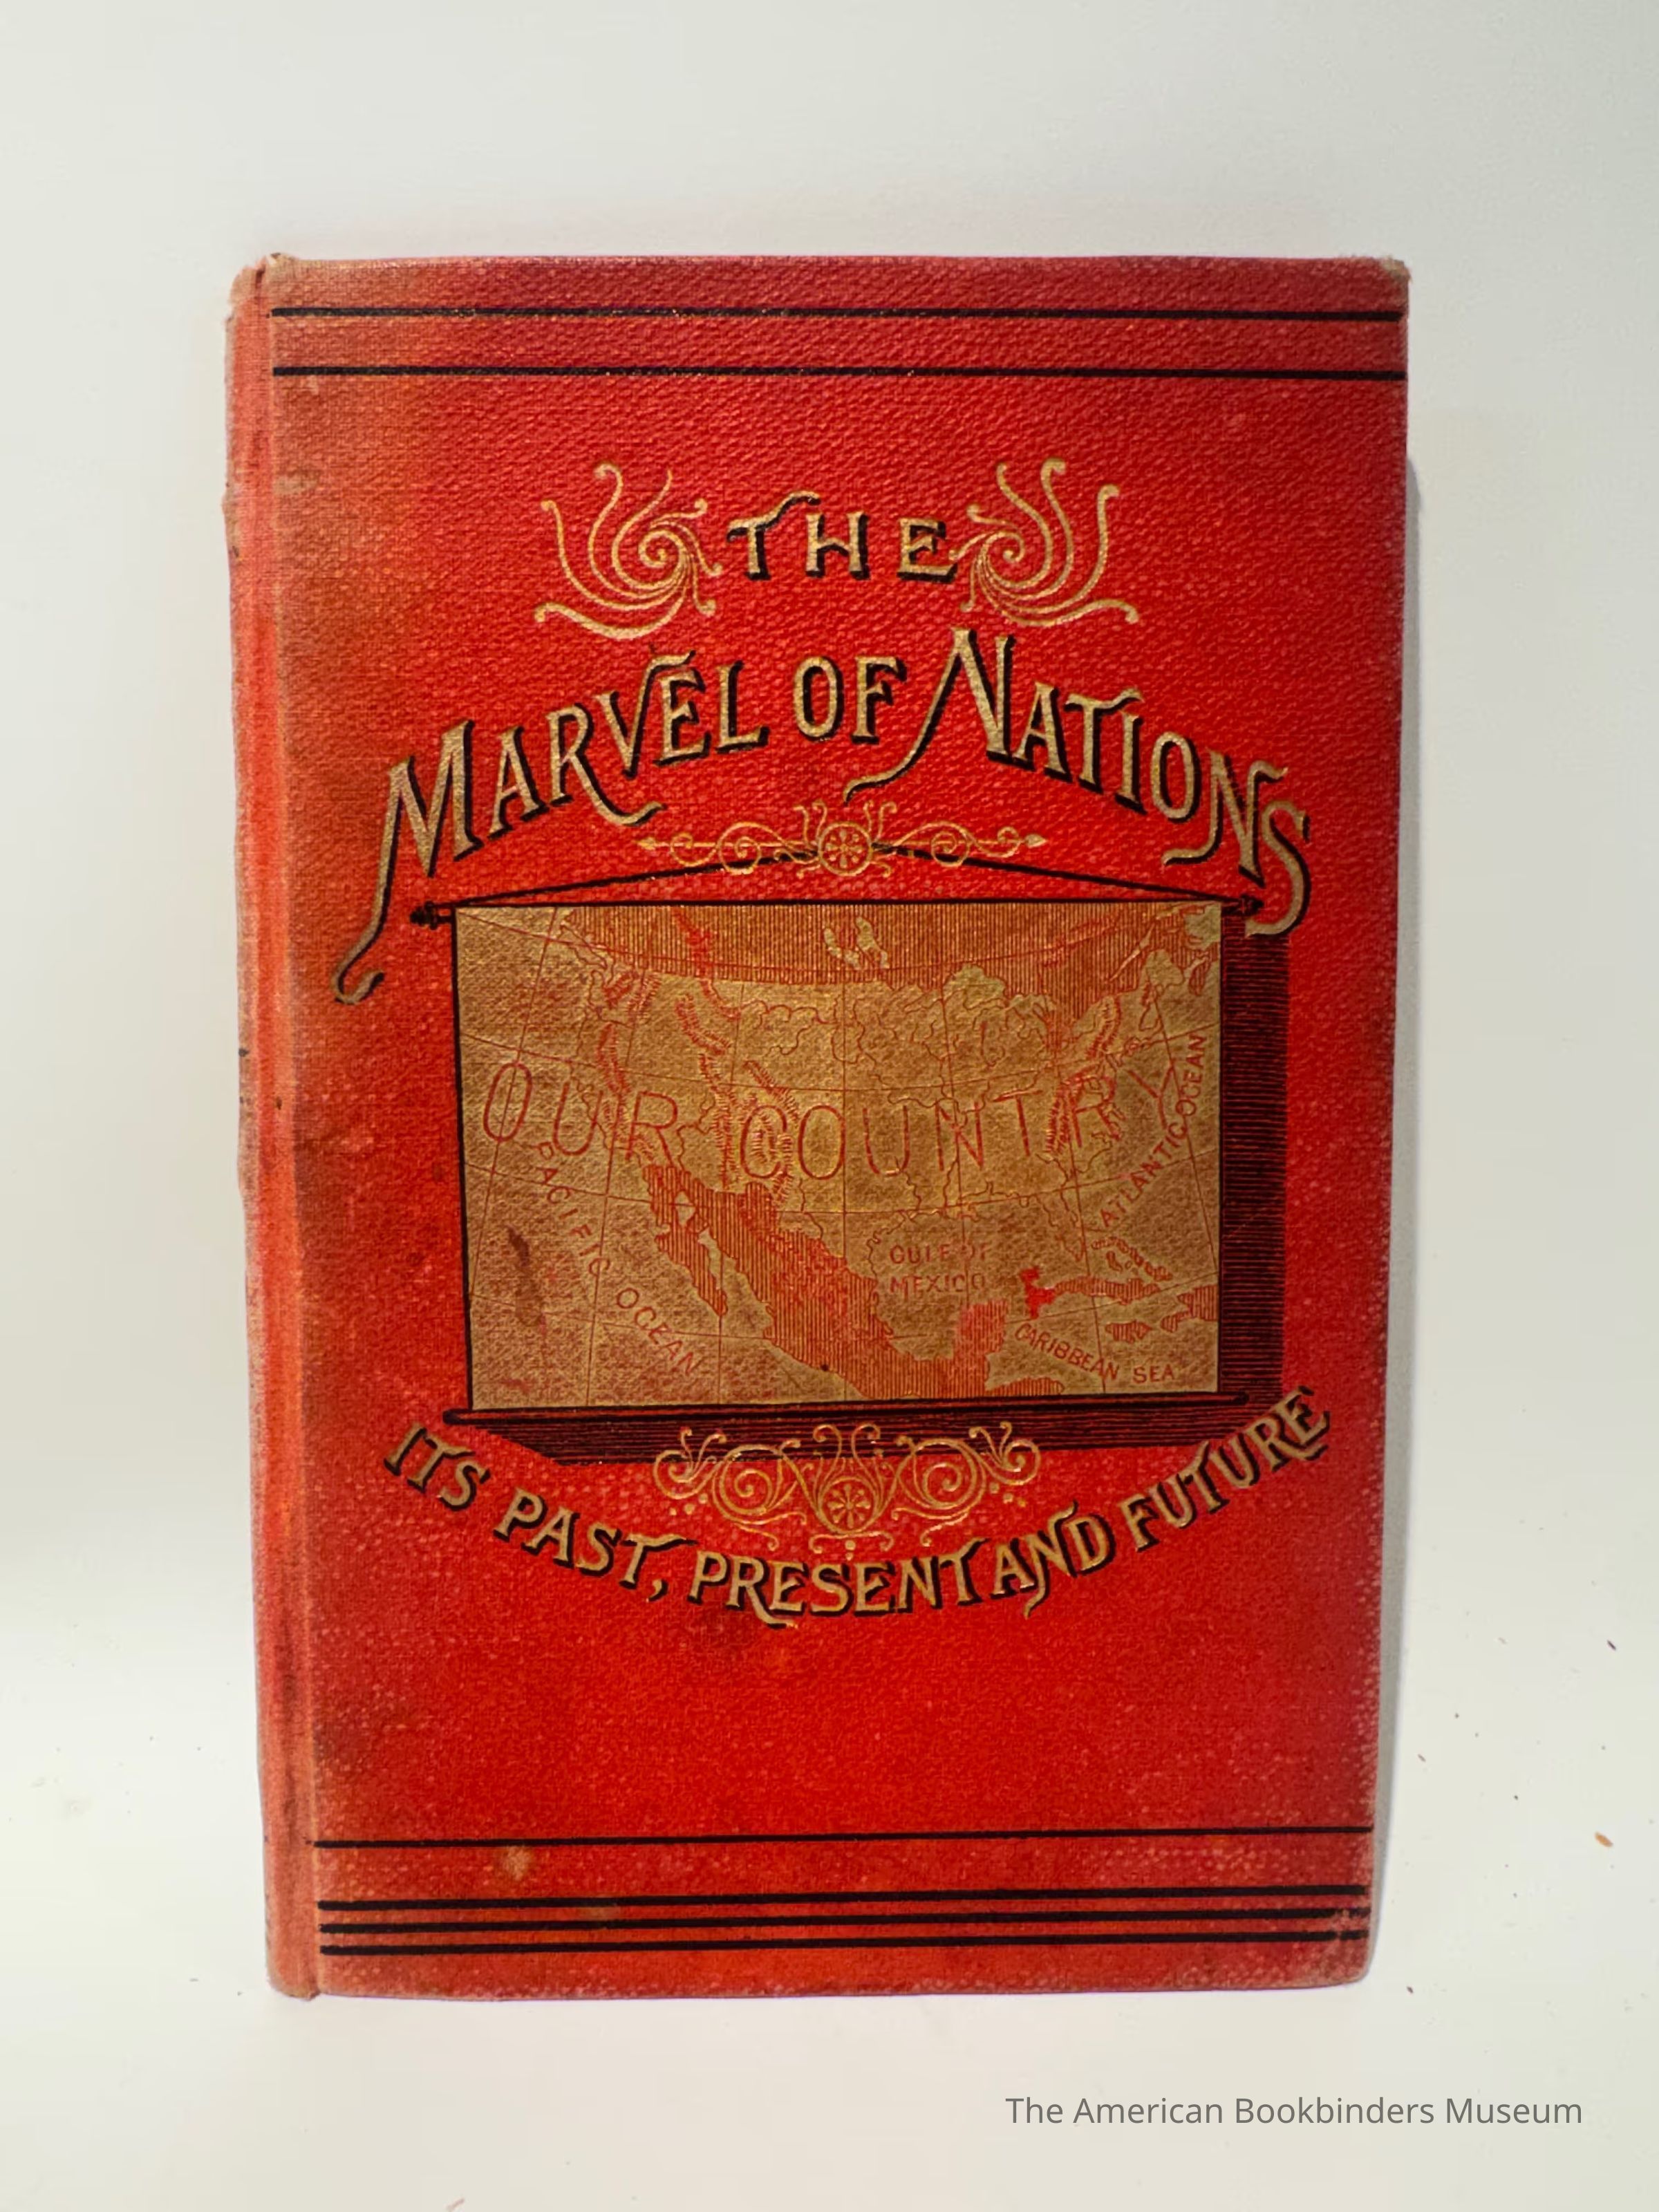 THE
MARVEL OF NATIONS
OUR COUNTRY
ATLANTIC OCEAN
PACIFIC OCEAN
GULF OF
MEXICO
CARIBBEAN SEA
ITS PAST, PRESENT AND FUTURE
The American Bookbinders Museum